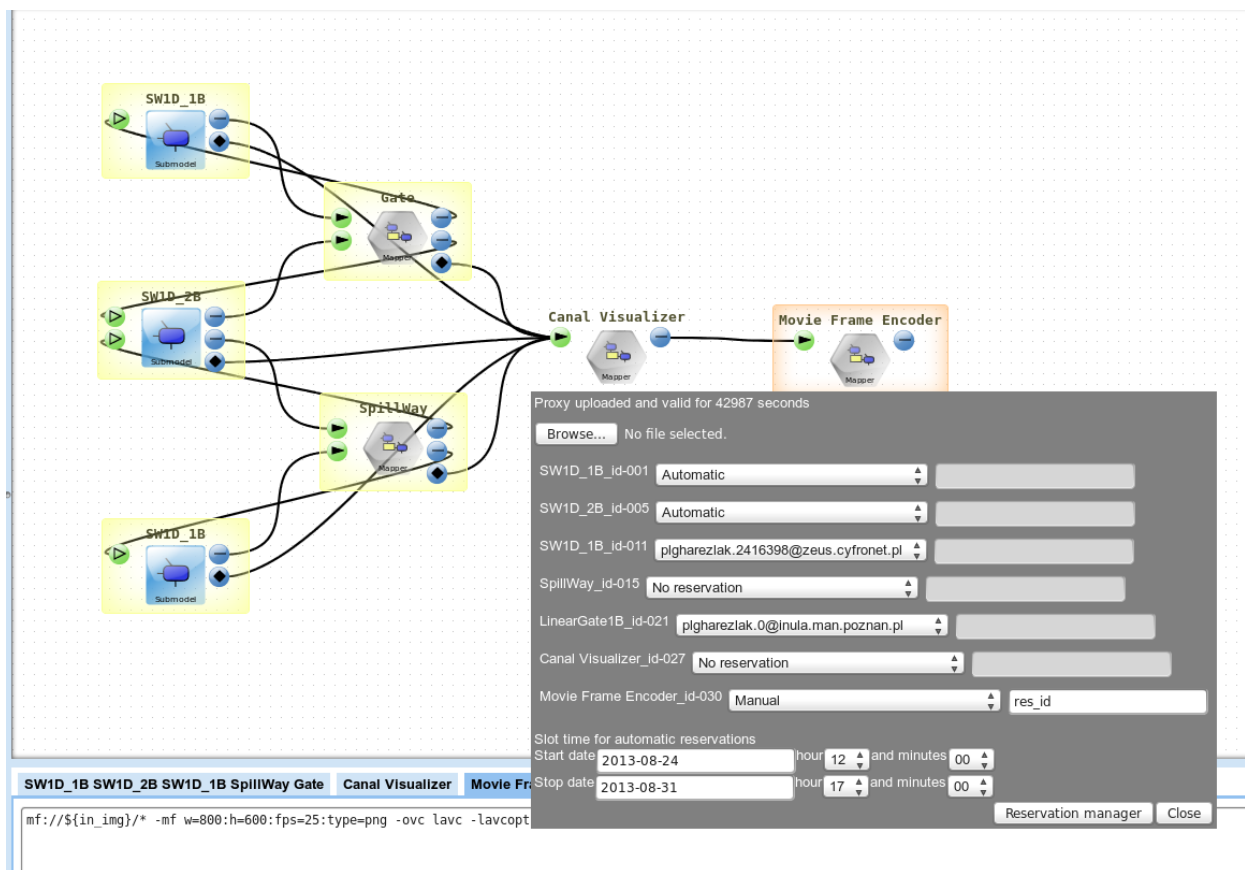 SW1D_1B
Submodel
Gate
Mapper
SW1D_2B
Submodel
Canal Visualizer
Mapper
Movie Frame Encoder
Mapper
SpillWay
Mapper
SW1D_1B
Submodel
Proxy uploaded and valid for 42987 seconds
Browse... No file selected.
SW1D_1B_id-001 Automatic
SW1D_2B_id-005 Automatic
SW1D_1B_id-011 plgharezlak.2416398@zeus.cyfronet.pl
SpillWay_id-015 No reservation
LinearGate1B_id-021 plgharezlak.0@inula.man.poznan.pl
Canal Visualizer_id-027 No reservation
Movie Frame Encoder_id-030 Manual res_id
Slot time for automatic reservations
Start date 2013-08-24 hour 12 and minutes 00
Stop date 2013-08-31 hour 17 and minutes 00
Reservation manager Close
SW1D_1B SW1D_2B SW1D_1B SpillWay Gate Canal Visualizer Movie Fr
mf://${in_img}/* -mf w=800:h=600:fps=25:type=png -ovc lavc -lavcopt